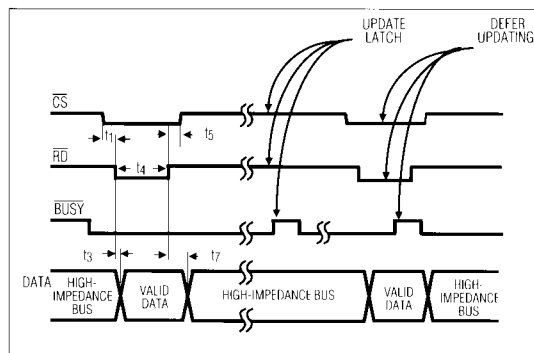 UPDATE
LATCH
DEFER
UPDATING
CS
t1
t5
RD
t4
BUSY
t3
t7
DATA
HIGH-
IMPEDANCE
BUS
VALID
DATA
HIGH-IMPEDANCE BUS
VALID
DATA
HIGH-
IMPEDANCE
BUS